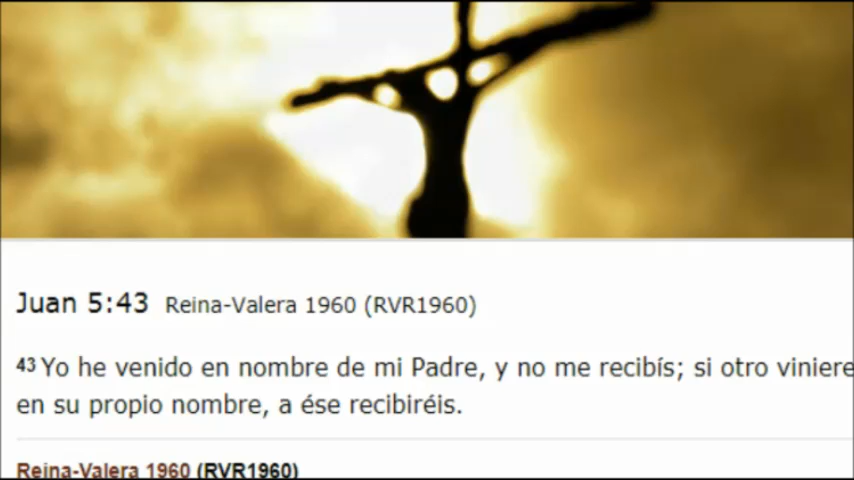 Juan 5:43 Reina-Valera 1960 (RVR1960)
43 Yo he venido en nombre de mi Padre, y no me recibís; si otro viniere
en su propio nombre, a ése recibiréis.
Reina-Valera 1960 (RVR1960)